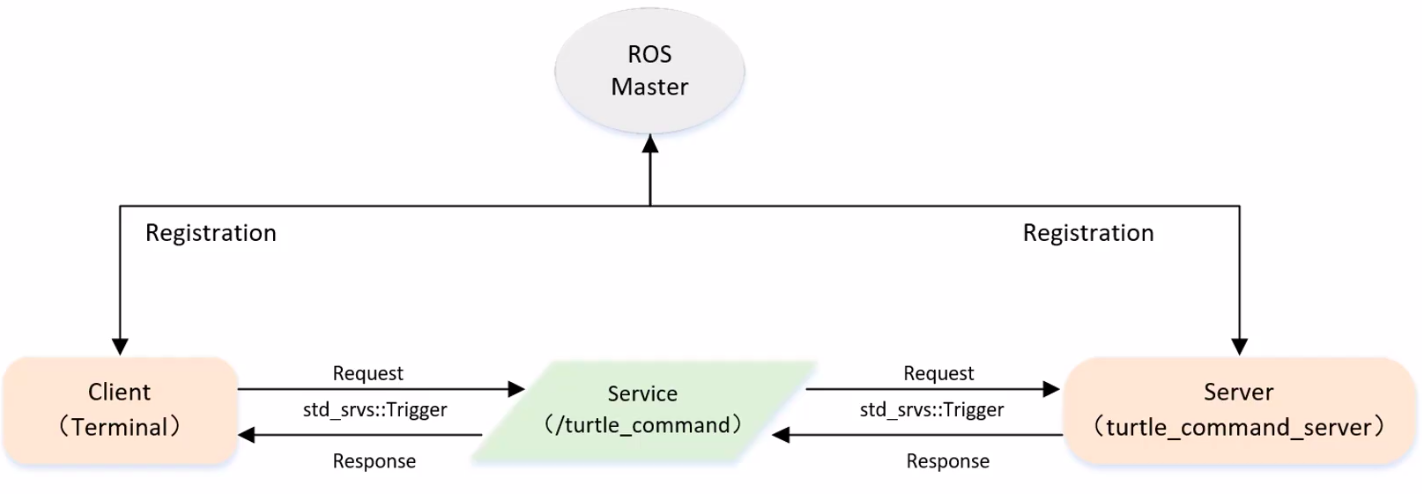 ROS
Master
Registration
Registration
Client
（Terminal）
Request
std_srvs::Trigger
Response
Service
（/turtle_command）
Request
std_srvs::Trigger
Response
Server
（turtle_command_server）